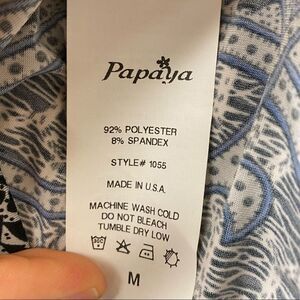 Papaya
92% POLYESTER
8% SPANDEX
STYLE# 1055
MADE IN U.S.A.
MACHINE WASH COLD
DO NOT BLEACH
TUMBLE DRY LOW
M